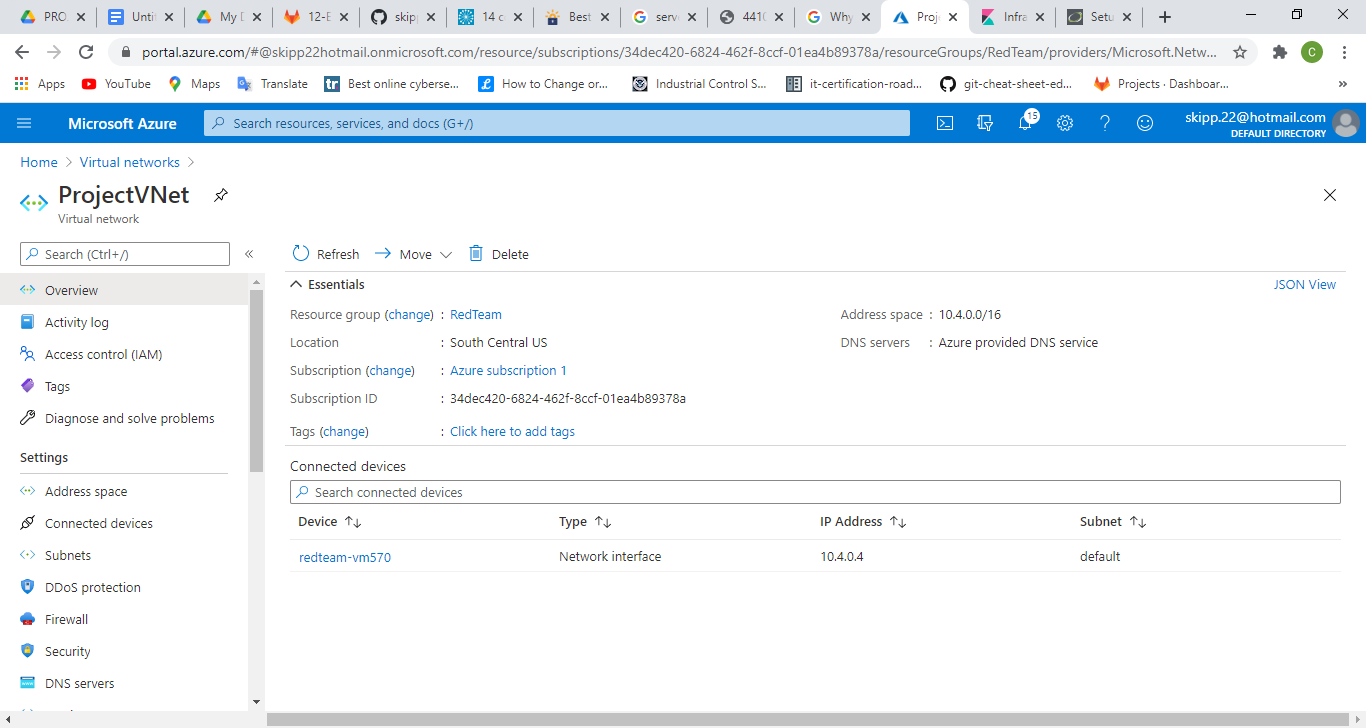 PRO
Untit
My D
12-E
skip
14 c
Best
serv
4410
Why
Proj
Infra
Setu
portal.azure.com/#@skipp22hotmail.onmicrosoft.com/resource/subscriptions/34dec420-6824-462f-8ccf-01ea4b89378a/resourceGroups/RedTeam/providers/Microsoft.Netw...
C
Apps
YouTube
Maps
Translate
tr
Best online cyberse...
How to Change or...
Industrial Control S...
it-certification-road...
git-cheat-sheet-ed...
Projects · Dashboar...
»
Microsoft Azure
Search resources, services, and docs (G+/)
15
skipp.22@hotmail.com
DEFAULT DIRECTORY
Home > Virtual networks >
ProjectVNet
Virtual network
Search (Ctrl+/)
«
Refresh
Move
Delete
Overview
Activity log
Access control (IAM)
Tags
Diagnose and solve problems
Settings
Address space
Connected devices
Subnets
DDoS protection
Firewall
Security
DNS servers
Essentials
JSON View
Resource group (change) : RedTeam
Location : South Central US
Subscription (change) : Azure subscription 1
Subscription ID : 34dec420-6824-462f-8ccf-01ea4b89378a
Tags (change) : Click here to add tags
Address space : 10.4.0.0/16
DNS servers : Azure provided DNS service
Connected devices
Search connected devices
Device ↑↓ Type ↑↓ IP Address ↑↓ Subnet ↑↓
redteam-vm570 Network interface 10.4.0.4 default